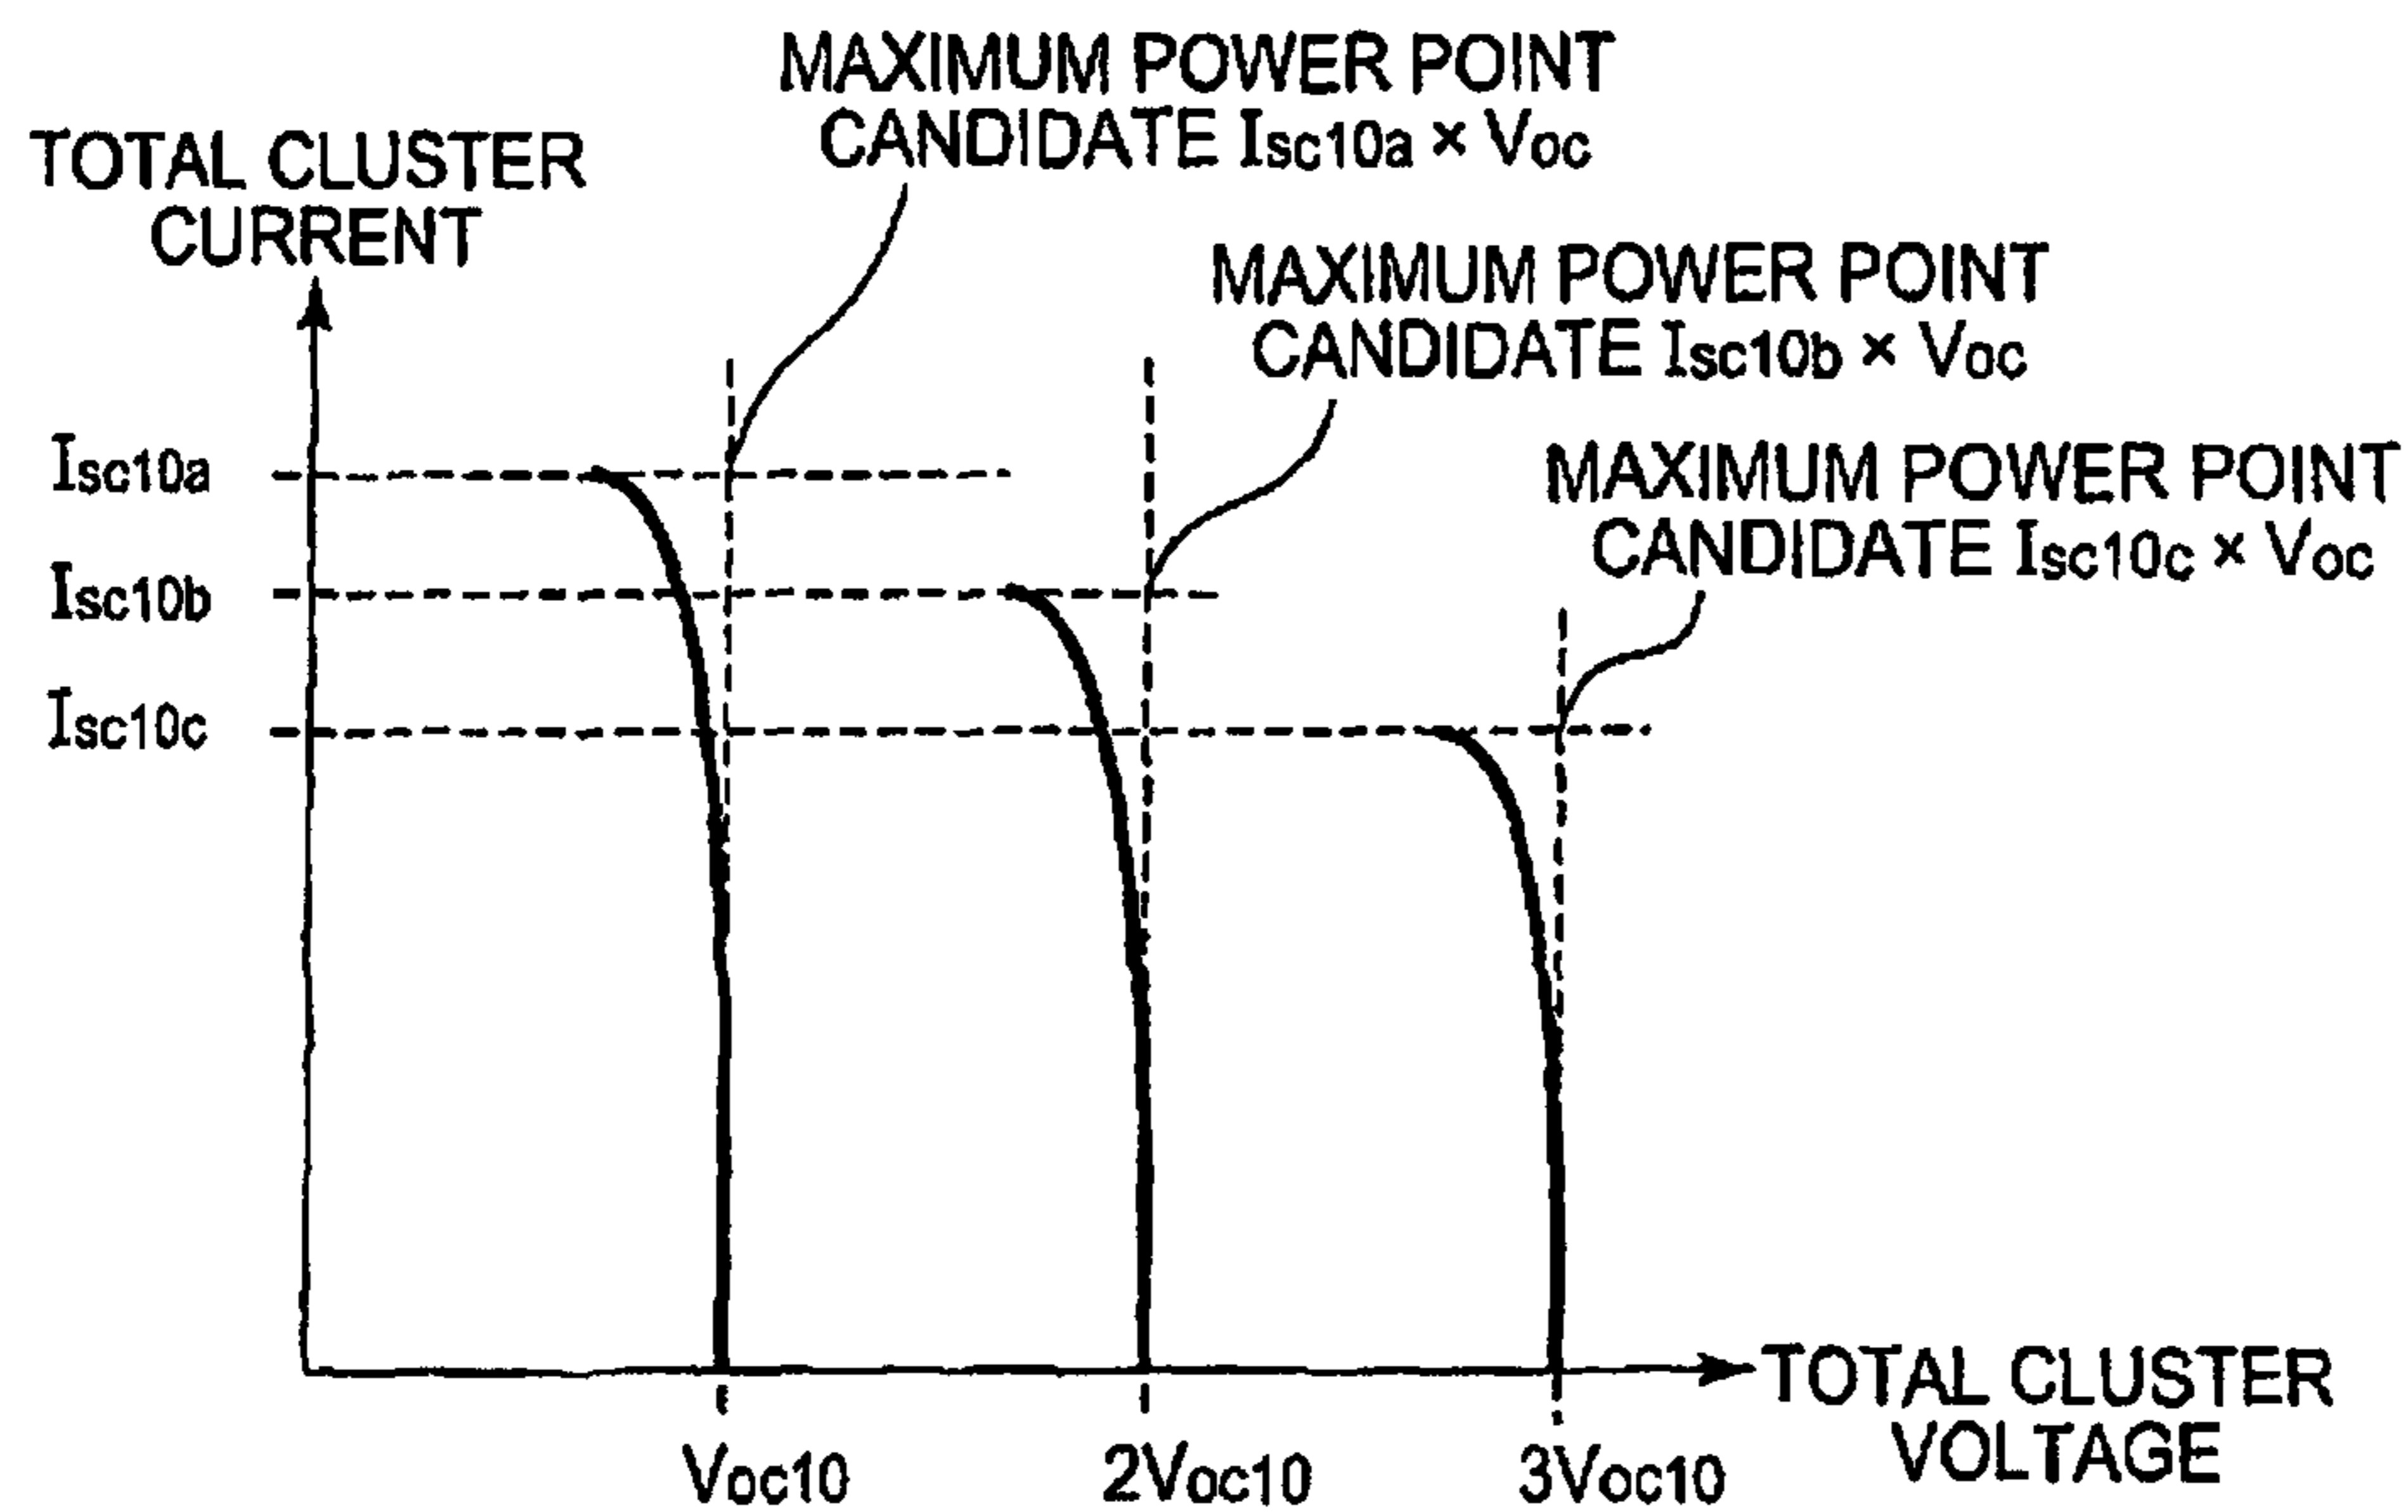 MAXIMUM POWER POINT
CANDIDATE Isc10a × Voc
TOTAL CLUSTER
CURRENT
MAXIMUM POWER POINT
CANDIDATE Isc10b × Voc
MAXIMUM POWER POINT
CANDIDATE Isc10c × Voc
Isc10a
Isc10b
Isc10c
TOTAL CLUSTER
VOLTAGE
Voc10
2Voc10
3Voc10